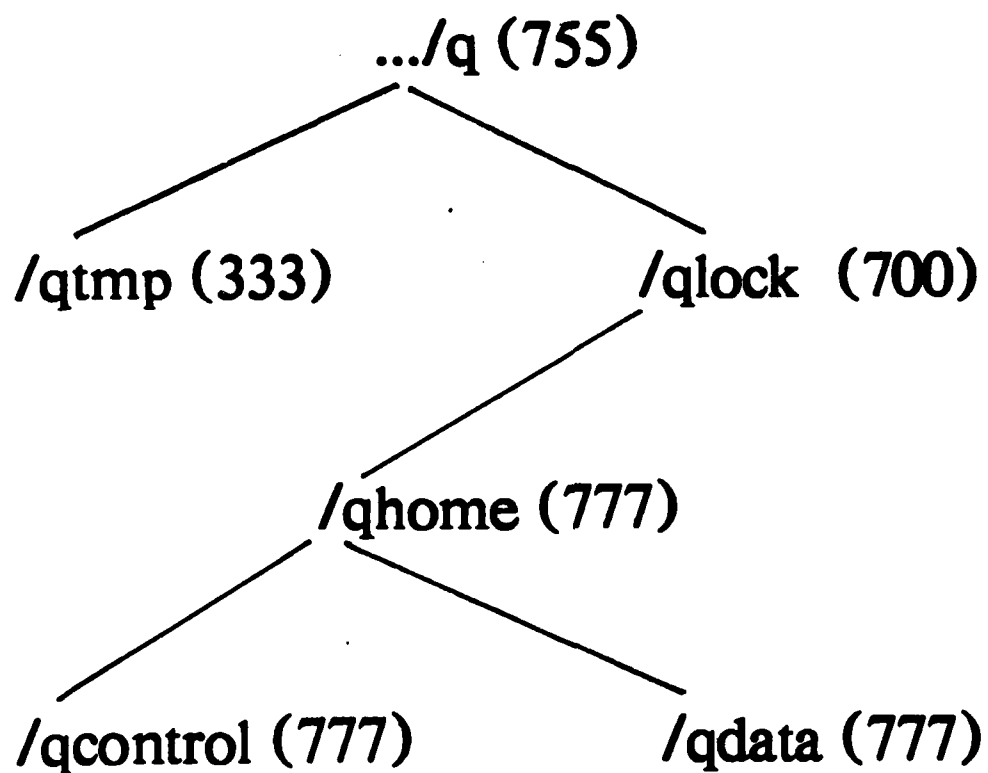 .../q (755)
/qtmp (333)
/qlock (700)
/qhome (777)
/qcontrol (777)
/qdata (777)